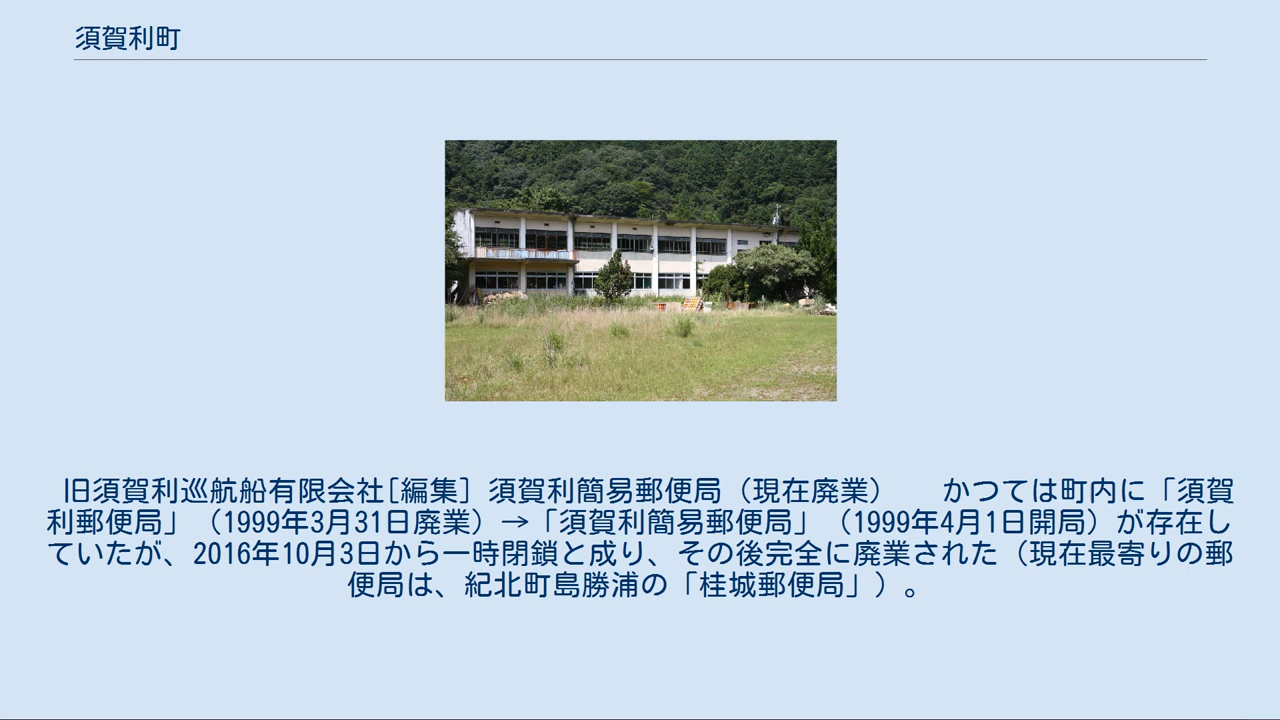 須賀利町
旧須賀利巡航船有限会社[編集] 須賀利簡易郵便局（現在廃業）　　かつては町内に「須賀
利郵便局」（1999年3月31日廃業）→「須賀利簡易郵便局」（1999年4月1日開局）が存在し
ていたが、2016年10月3日から一時閉鎖と成り、その後完全に廃業された（現在最寄りの郵
便局は、紀北町島勝浦の「桂城郵便局」）。